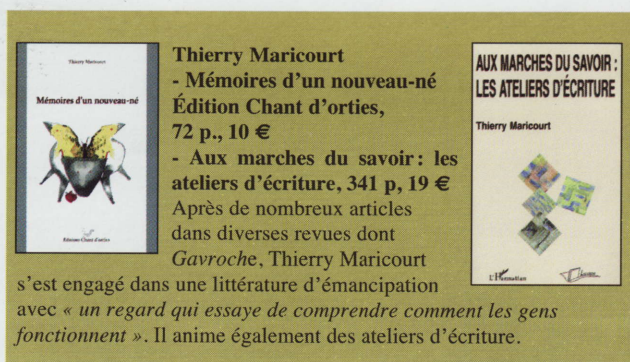 Thierry Maricourt
Mémoires d'un nouveau-né
Editions Chant d'orties
Thierry Maricourt
- Mémoires d'un nouveau-né
Édition Chant d'orties,
72 p., 10 €
- Aux marches du savoir : les
ateliers d'écriture, 341 p, 19 €
Après de nombreux articles
dans diverses revues dont
Gavroche, Thierry Maricourt
s'est engagé dans une littérature d'émancipation
avec « un regard qui essaye de comprendre comment les gens
fonctionnent ». Il anime également des ateliers d'écriture.
AUX MARCHES DU SAVOIR :
LES ATELIERS D'ÉCRITURE
Thierry Maricourt
L'Harmattan